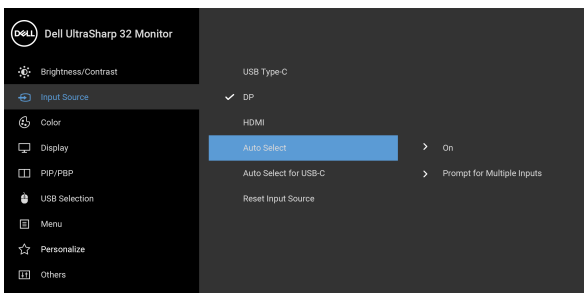 DELL Dell UltraSharp 32 Monitor
Brightness/Contrast
USB Type-C
Input Source
DP
Color
HDMI
Display
Auto Select
On
PIP/PBP
Auto Select for USB-C
Prompt for Multiple Inputs
USB Selection
Reset Input Source
Menu
Personalize
Others